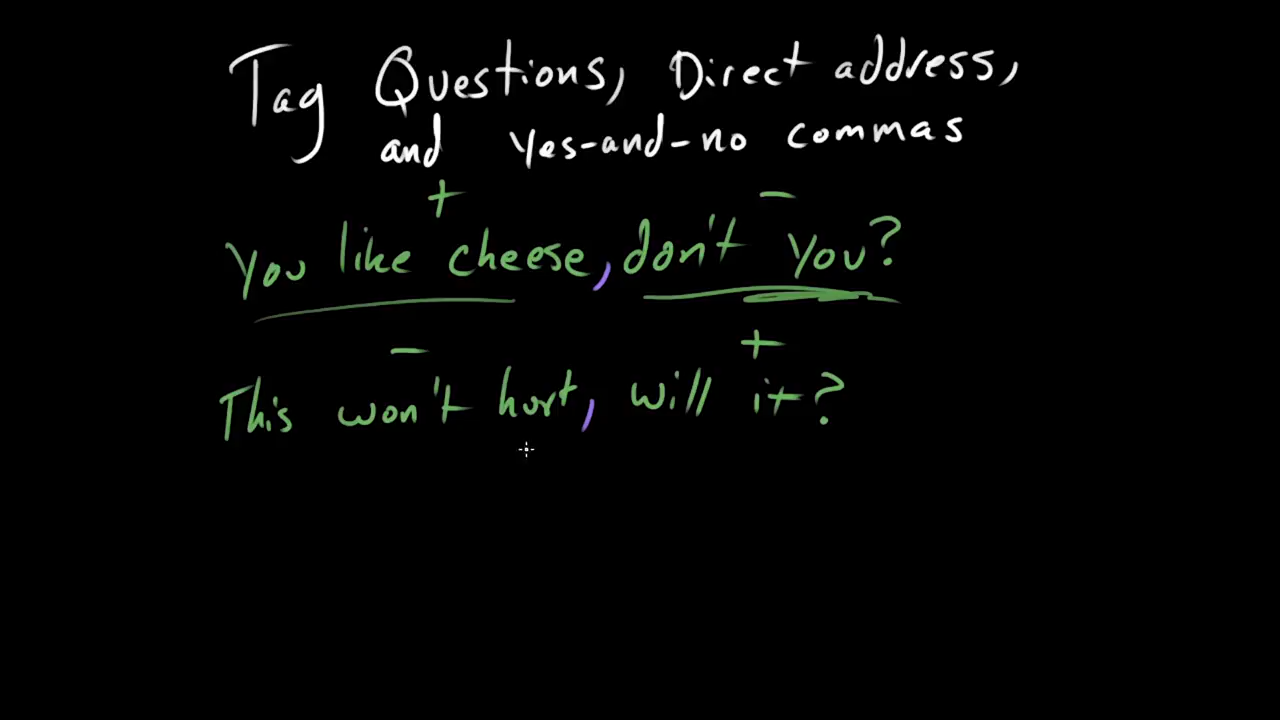 Tag Questions, Direct address,
and yes-and-no commas
+ −
You like cheese, don't you?
− +
This won't hurt, will it?